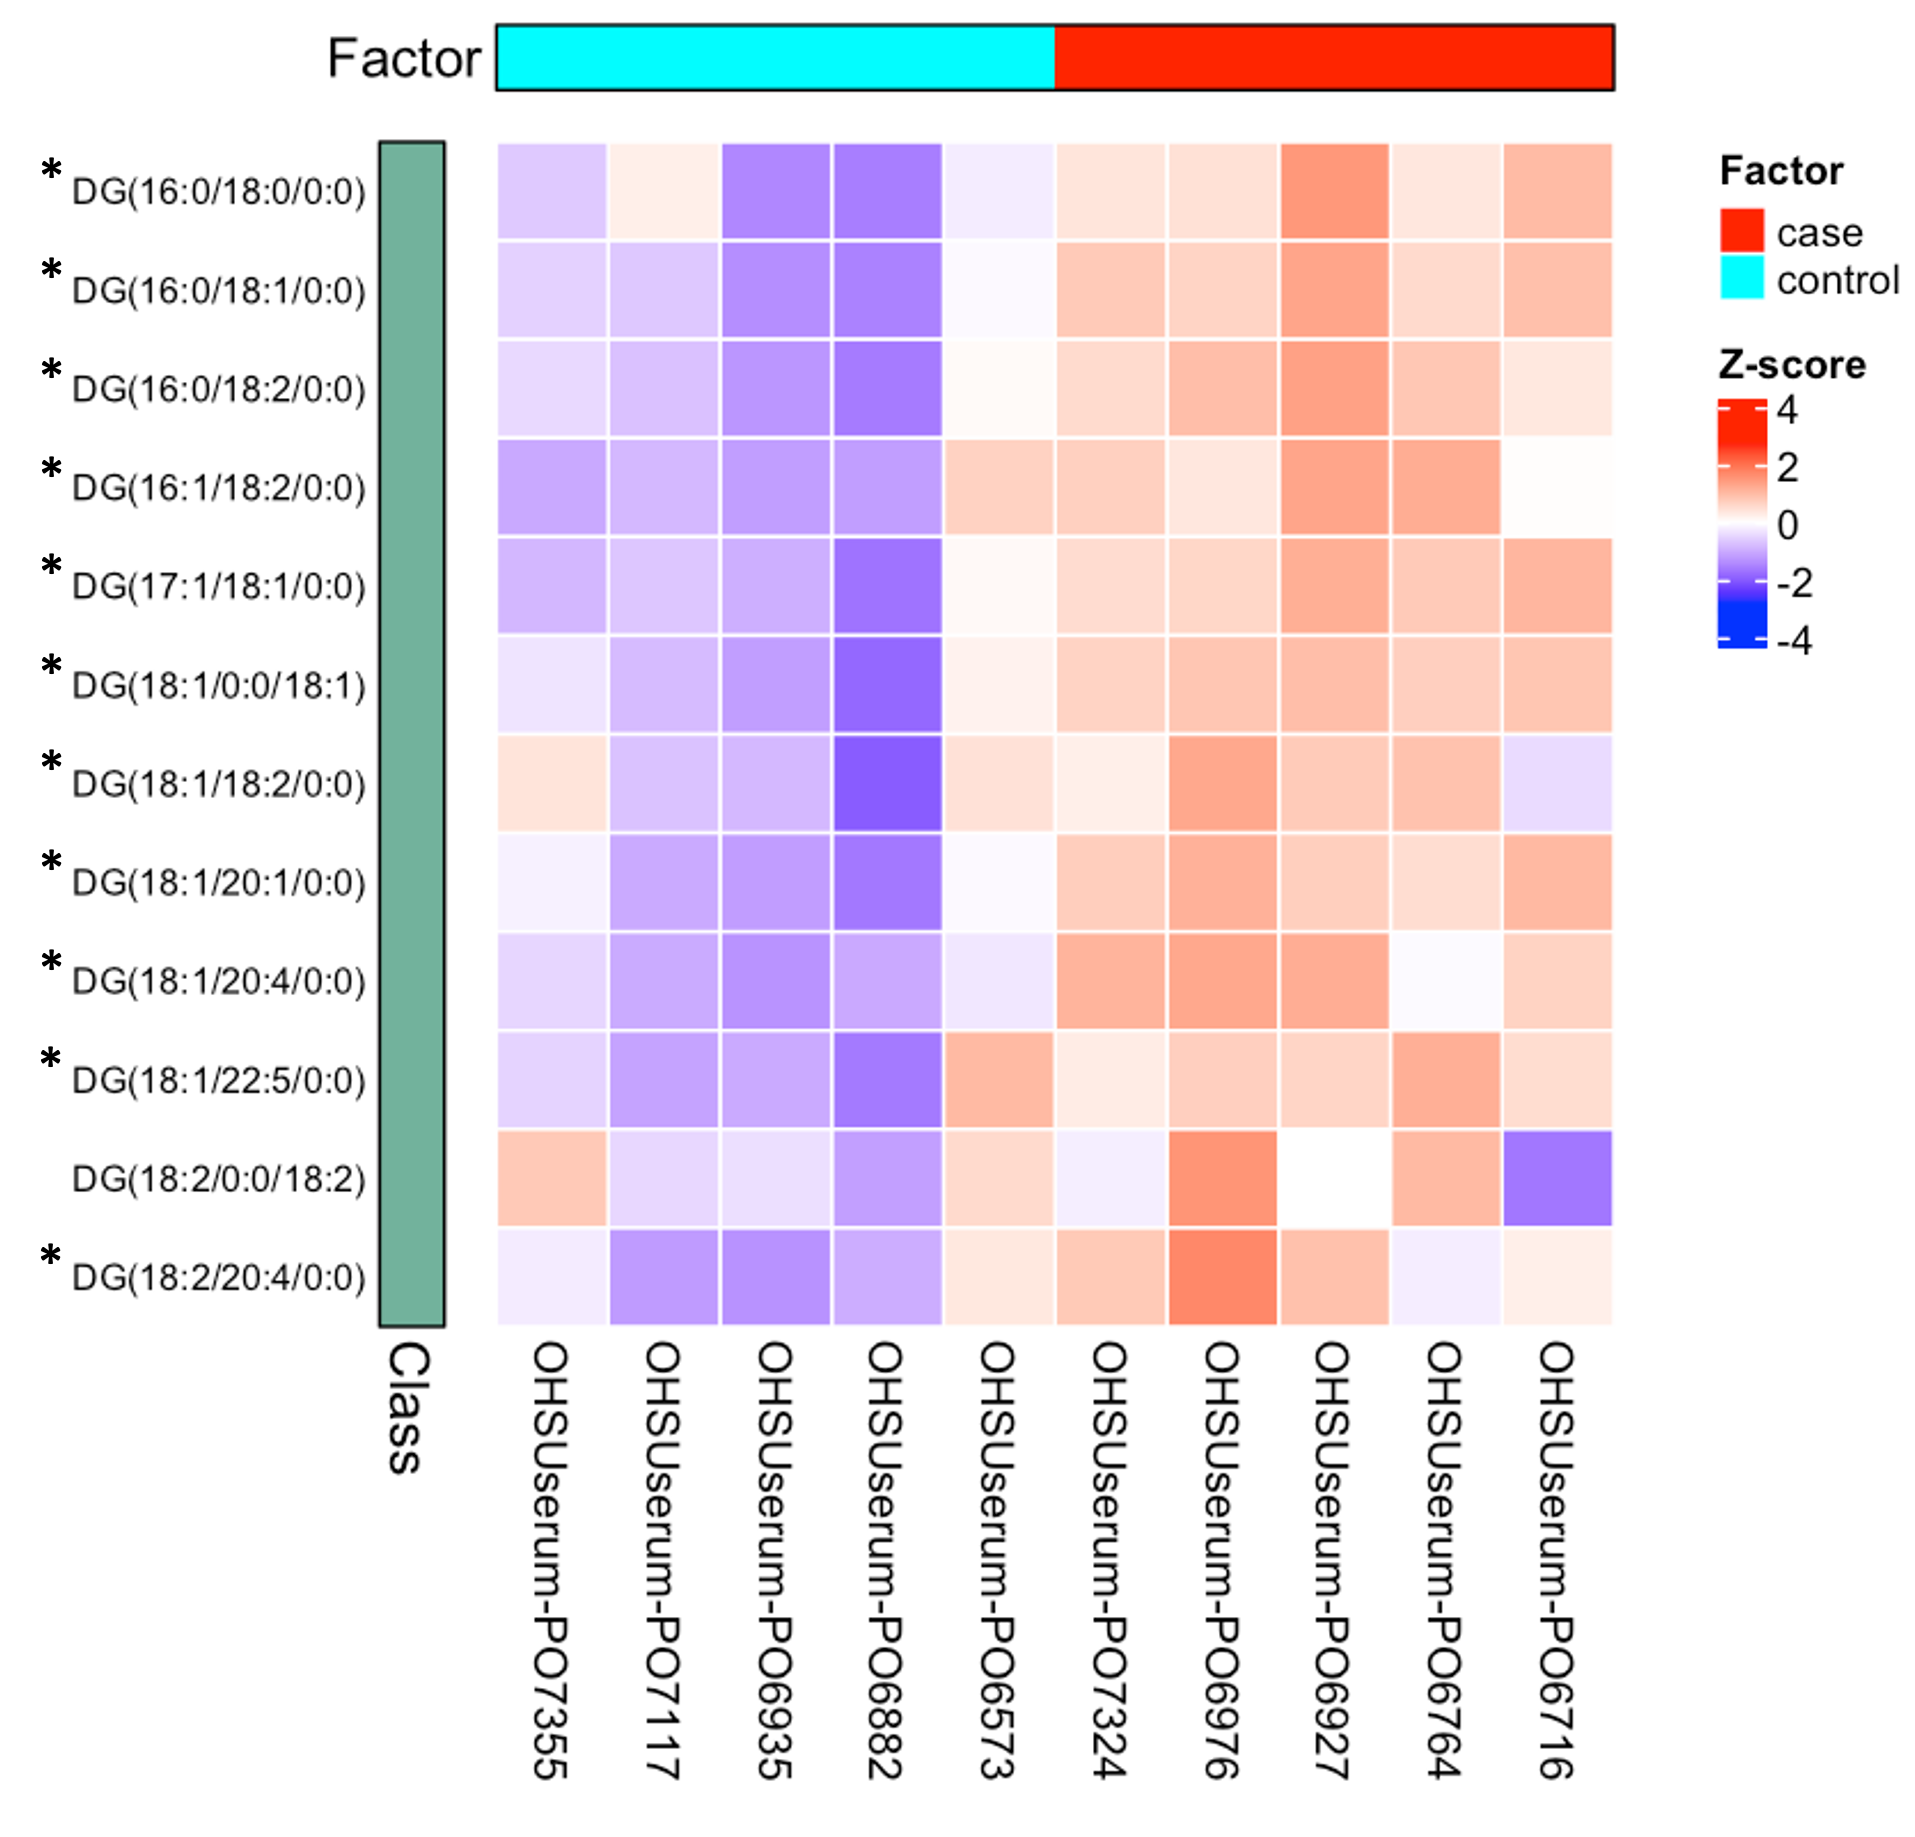 Factor
* DG(16:0/18:0/0:0)
* DG(16:0/18:1/0:0)
* DG(16:0/18:2/0:0)
* DG(16:1/18:2/0:0)
* DG(17:1/18:1/0:0)
* DG(18:1/0:0/18:1)
* DG(18:1/18:2/0:0)
* DG(18:1/20:1/0:0)
* DG(18:1/20:4/0:0)
* DG(18:1/22:5/0:0)
DG(18:2/0:0/18:2)
* DG(18:2/20:4/0:0)
Class
OHSUserum-PO7355
OHSUserum-PO7117
OHSUserum-PO6935
OHSUserum-PO6882
OHSUserum-PO6573
OHSUserum-PO7324
OHSUserum-PO6976
OHSUserum-PO6927
OHSUserum-PO6764
OHSUserum-PO6716
Factor
case
control
Z-score
4
2
0
-2
-4